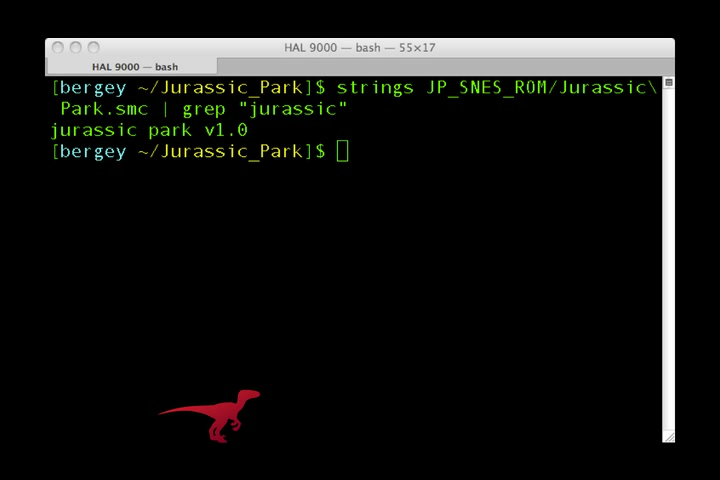 HAL 9000 — bash — 55×17
HAL 9000 — bash
[bergey ~/Jurassic_Park]$ strings JP_SNES_ROM/Jurassic\
 Park.smc | grep "jurassic"
jurassic park v1.0
[bergey ~/Jurassic_Park]$